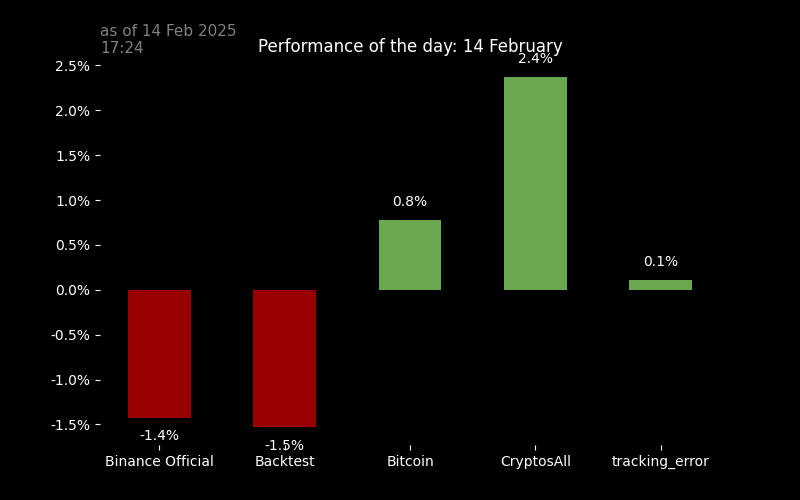 as of 14 Feb 2025
17:24
Performance of the day: 14 February
2.5%
2.0%
1.5%
1.0%
0.5%
0.0%
-0.5%
-1.0%
-1.5%
-1.4%
-1.5%
0.8%
2.4%
0.1%
Binance Official
Backtest
Bitcoin
CryptosAll
tracking_error